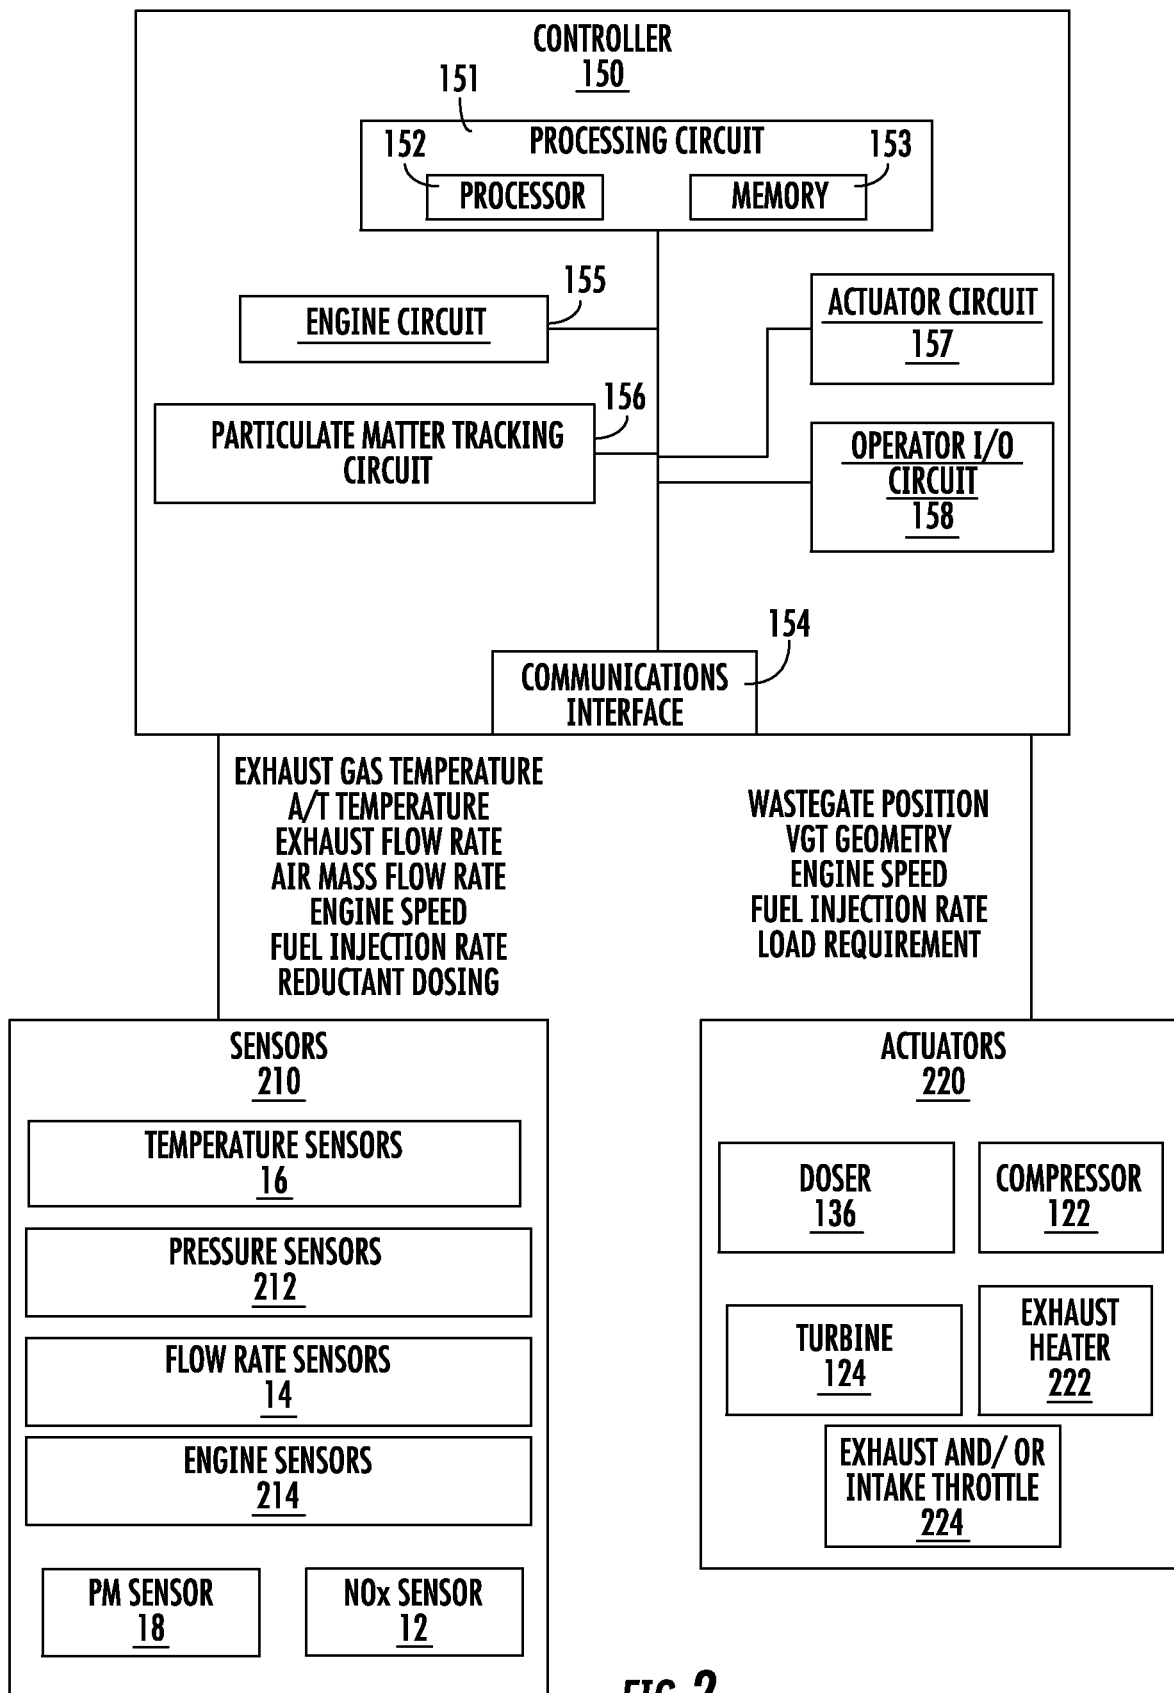 CONTROLLER
150
151
PROCESSING CIRCUIT
152
153
PROCESSOR
MEMORY
155
ENGINE CIRCUIT
ACTUATOR CIRCUIT
157
156
PARTICULATE MATTER TRACKING
CIRCUIT
OPERATOR I/O
CIRCUIT
158
154
COMMUNICATIONS
INTERFACE
EXHAUST GAS TEMPERATURE
A/T TEMPERATURE
EXHAUST FLOW RATE
AIR MASS FLOW RATE
ENGINE SPEED
FUEL INJECTION RATE
REDUCTANT DOSING
WASTEGATE POSITION
VGT GEOMETRY
ENGINE SPEED
FUEL INJECTION RATE
LOAD REQUIREMENT
SENSORS
210
TEMPERATURE SENSORS
16
PRESSURE SENSORS
212
FLOW RATE SENSORS
14
ENGINE SENSORS
214
PM SENSOR
18
NOx SENSOR
12
ACTUATORS
220
DOSER
136
COMPRESSOR
122
TURBINE
124
EXHAUST
HEATER
222
EXHAUST AND/ OR
INTAKE THROTTLE
224
FIG. 2